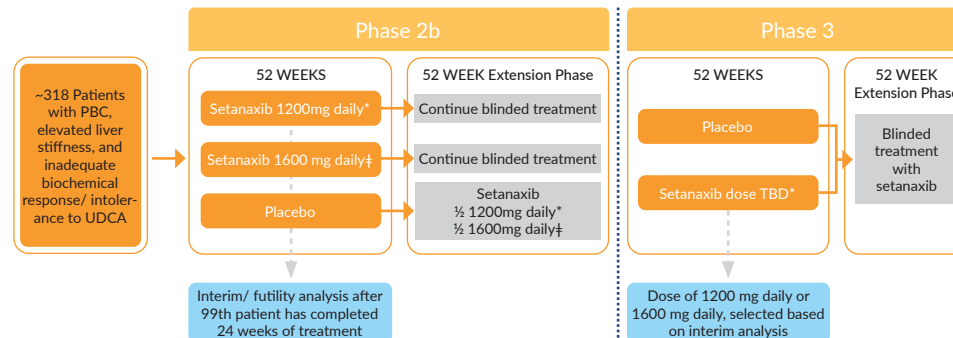 Phase 2b
Phase 3
~318 Patients
with PBC,
elevated liver
stiffness, and
inadequate
biochemical
response/ intoler-
ance to UDCA
52 WEEKS
Setanaxib 1200mg daily*
Setanaxib 1600 mg daily‡
Placebo
52 WEEK Extension Phase
Continue blinded treatment
Continue blinded treatment
Setanaxib
½ 1200mg daily*
½ 1600mg daily‡
Interim/ futility analysis after
99th patient has completed
24 weeks of treatment
52 WEEKS
Placebo
Setanaxib dose TBD*
52 WEEK
Extension Phase
Blinded
treatment
with
setanaxib
Dose of 1200 mg daily or
1600 mg daily, selected based
on interim analysis